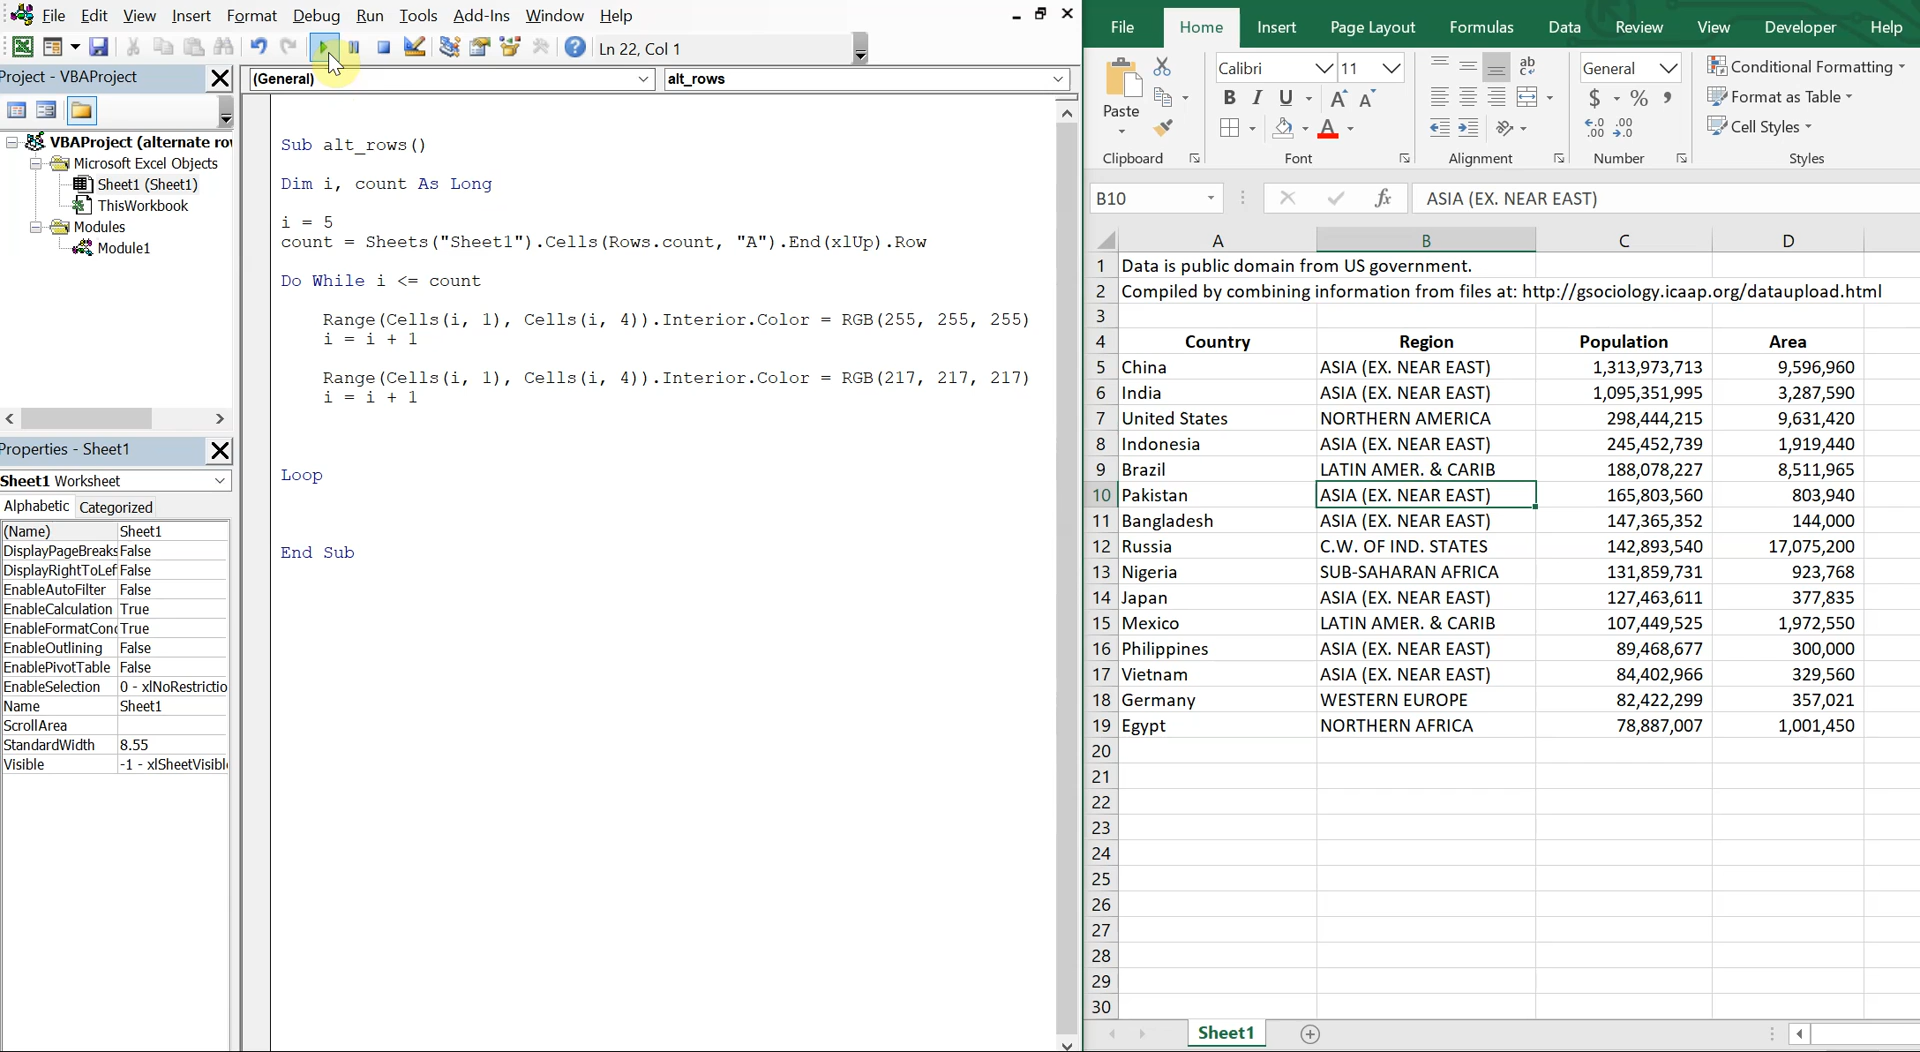 File Edit View Insert Format Debug Run Tools Add-Ins Window Help
Ln 22, Col 1
Project - VBAProject
(General)
alt_rows
VBAProject (alternate ro
Microsoft Excel Objects
Sheet1 (Sheet1)
ThisWorkbook
Modules
Module1
Properties - Sheet1
Sheet1 Worksheet
Alphabetic Categorized
(Name) Sheet1
DisplayPageBreaks False
DisplayRightToLef False
EnableAutoFilter False
EnableCalculation True
EnableFormatCon True
EnableOutlining False
EnablePivotTable False
EnableSelection 0 - xlNoRestrictio
Name Sheet1
ScrollArea
StandardWidth 8.55
Visible -1 - xlSheetVisibl
Sub alt_rows()
Dim i, count As Long
i = 5
count = Sheets("Sheet1").Cells(Rows.count, "A").End(xlUp).Row
Do While i <= count
Range(Cells(i, 1), Cells(i, 4)).Interior.Color = RGB(255, 255, 255)
i = i + 1
Range(Cells(i, 1), Cells(i, 4)).Interior.Color = RGB(217, 217, 217)
i = i + 1
Loop
End Sub
File Home Insert Page Layout Formulas Data Review View Developer Help
Paste
Calibri 11
B I U
ab
General
$ % ,
Conditional Formatting
Format as Table
Cell Styles
Clipboard Font Alignment Number Styles
B10 fx ASIA (EX. NEAR EAST)
A B C D
1 Data is public domain from US government.
2 Compiled by combining information from files at: http://gsociology.icaap.org/dataupload.html
3
4 Country Region Population Area
5 China ASIA (EX. NEAR EAST) 1,313,973,713 9,596,960
6 India ASIA (EX. NEAR EAST) 1,095,351,995 3,287,590
7 United States NORTHERN AMERICA 298,444,215 9,631,420
8 Indonesia ASIA (EX. NEAR EAST) 245,452,739 1,919,440
9 Brazil LATIN AMER. & CARIB 188,078,227 8,511,965
10 Pakistan ASIA (EX. NEAR EAST) 165,803,560 803,940
11 Bangladesh ASIA (EX. NEAR EAST) 147,365,352 144,000
12 Russia C.W. OF IND. STATES 142,893,540 17,075,200
13 Nigeria SUB-SAHARAN AFRICA 131,859,731 923,768
14 Japan ASIA (EX. NEAR EAST) 127,463,611 377,835
15 Mexico LATIN AMER. & CARIB 107,449,525 1,972,550
16 Philippines ASIA (EX. NEAR EAST) 89,468,677 300,000
17 Vietnam ASIA (EX. NEAR EAST) 84,402,966 329,560
18 Germany WESTERN EUROPE 82,422,299 357,021
19 Egypt NORTHERN AFRICA 78,887,007 1,001,450
20
21
22
23
24
25
26
27
28
29
30
Sheet1